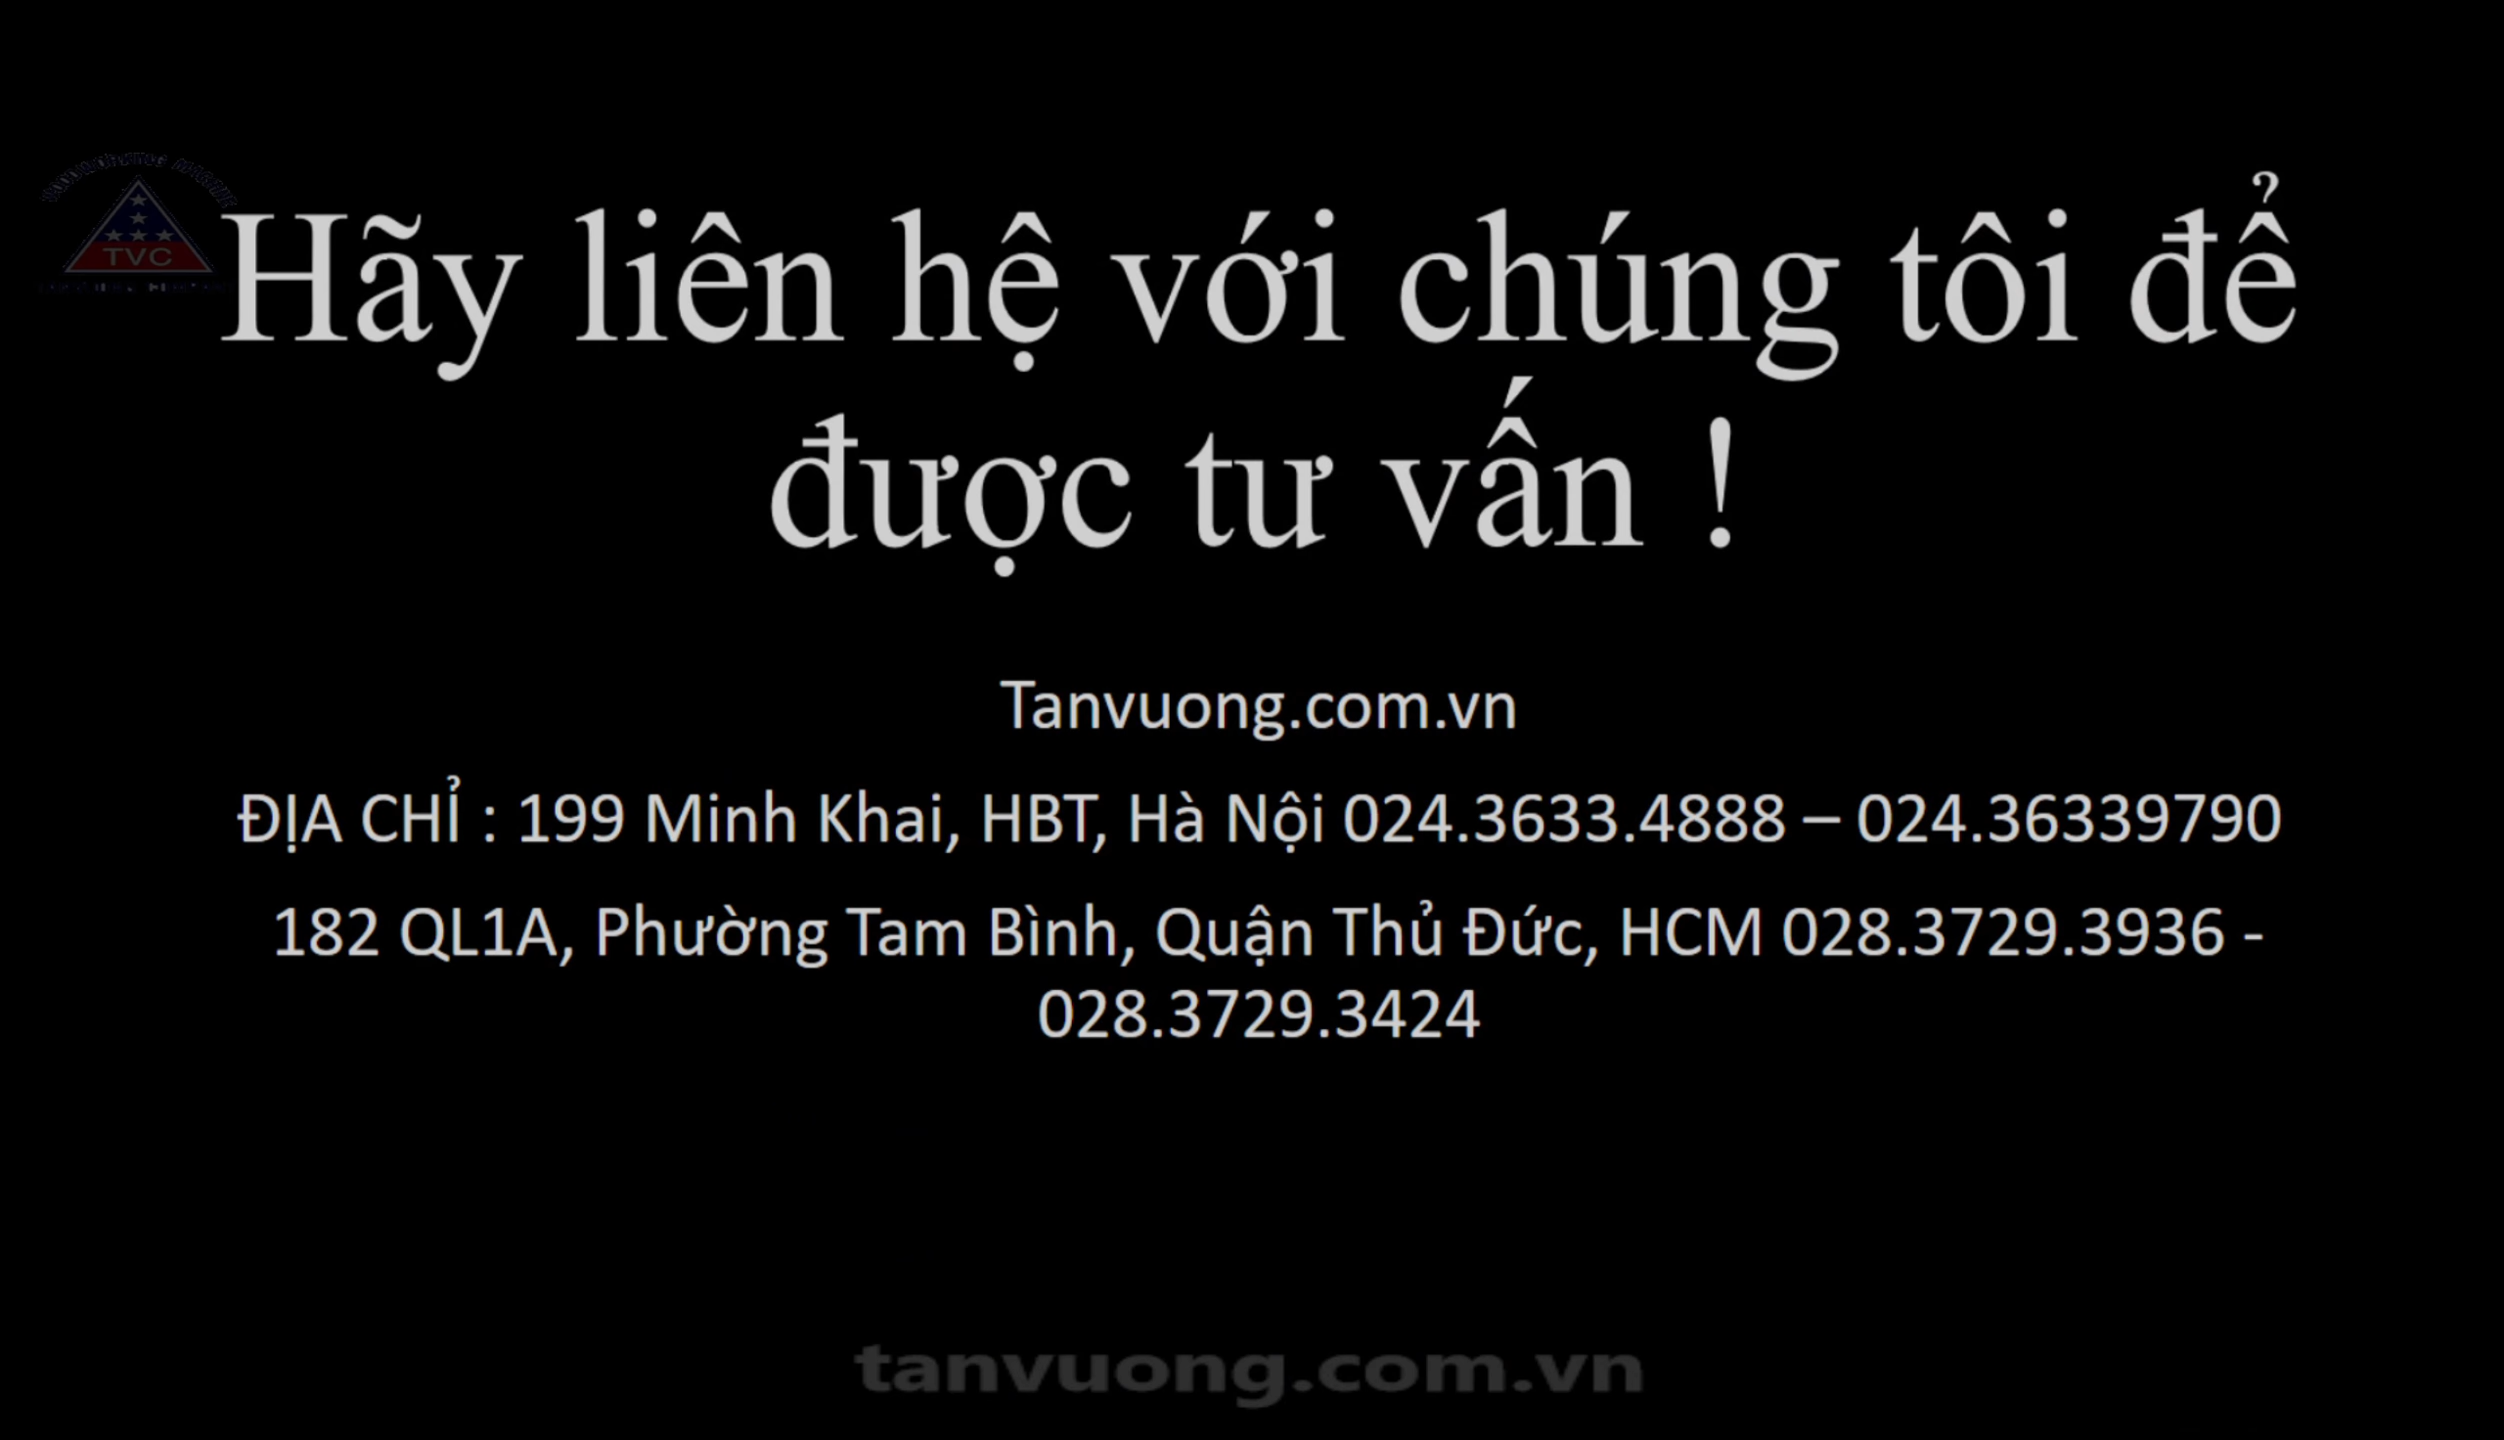 TVC
Hãy liên hệ với chúng tôi để
được tư vấn !
Tanvuong.com.vn
ĐỊA CHỈ : 199 Minh Khai, HBT, Hà Nội 024.3633.4888 – 024.36339790
182 QL1A, Phường Tam Bình, Quận Thủ Đức, HCM 028.3729.3936 -
028.3729.3424
tanvuong.com.vn